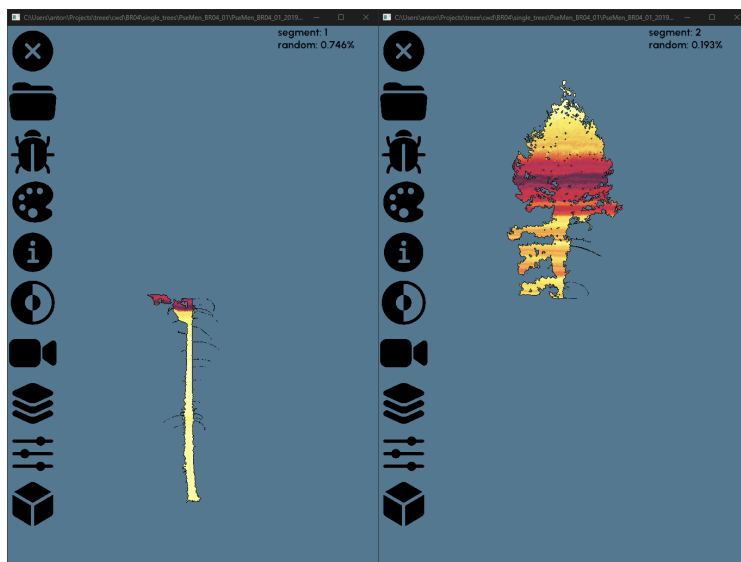 C:\Users\anton\Projects\treee\cwd\BR04\single_trees\PseMen_BR04_01\PseMen_BR04_01_2019...
segment: 1
random: 0.746%
C:\Users\anton\Projects\treee\cwd\BR04\single_trees\PseMen_BR04_01\PseMen_BR04_01_2019...
segment: 2
random: 0.193%